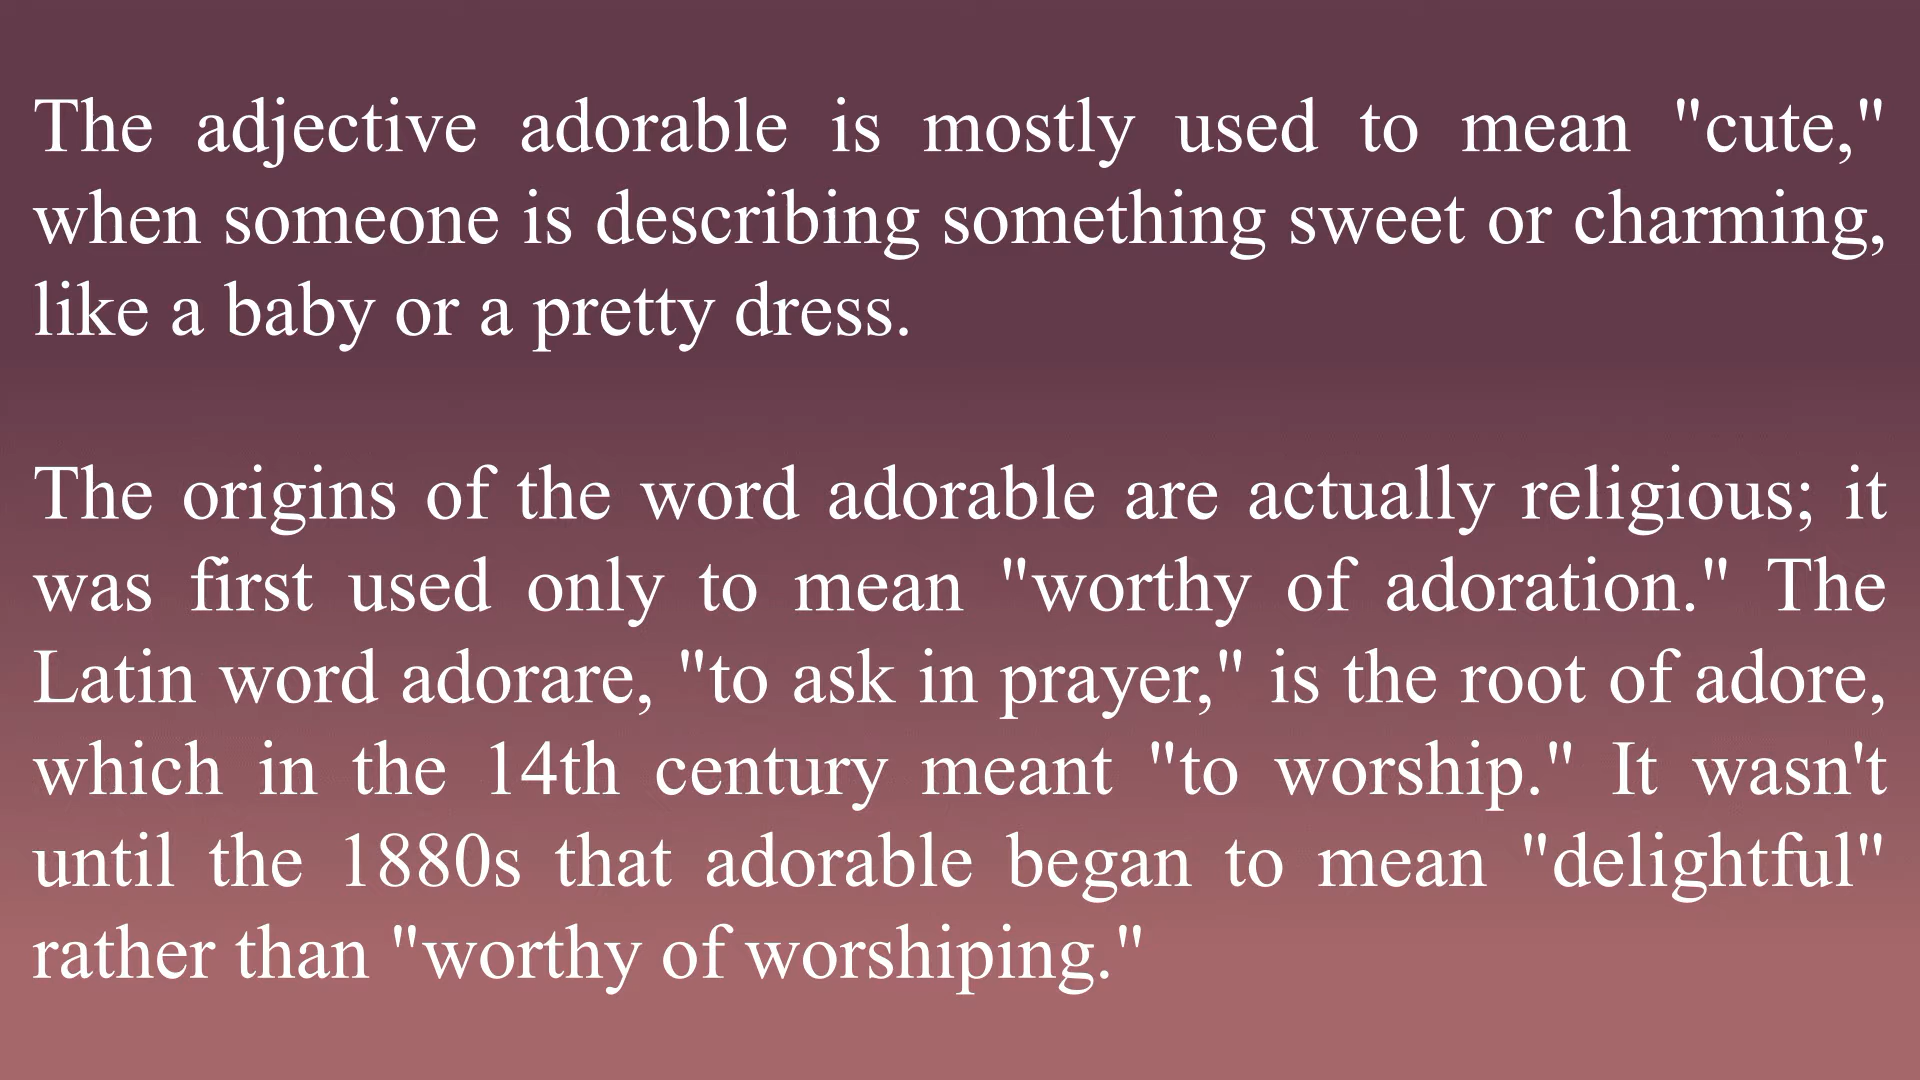 The adjective adorable is mostly used to mean "cute,"
when someone is describing something sweet or charming,
like a baby or a pretty dress.
The origins of the word adorable are actually religious; it
was first used only to mean "worthy of adoration." The
Latin word adorare, "to ask in prayer," is the root of adore,
which in the 14th century meant "to worship." It wasn't
until the 1880s that adorable began to mean "delightful"
rather than "worthy of worshiping."